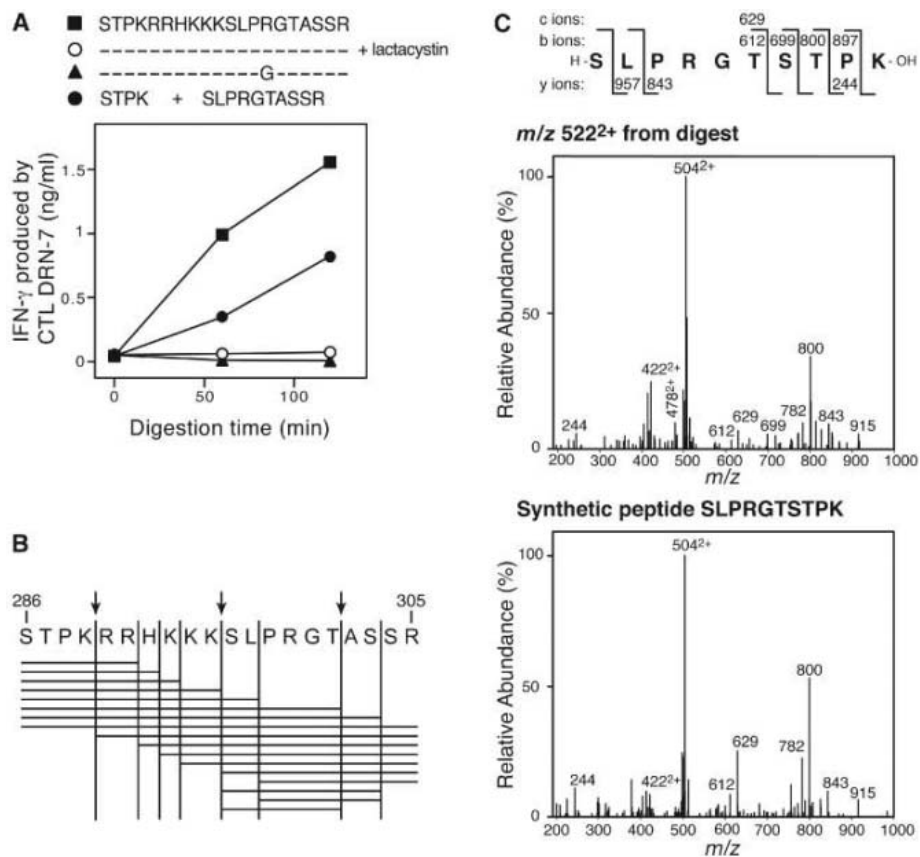 A
■ STPKRRHKKKSLPRGTASSR
○ -------------------- + lactacystin
▲ --------------G-------
● STPK + SLPRGTASSR
IFN-γ produced by
CTL DRN-7 (ng/ml)
1.5
1
0.5
0
0 50 100
Digestion time (min)
B
286 305
S T P K R R H K K K S L P R G T A S S R
C
c ions: 629
b ions: 612 699 800 897
H - S L P R G T S T P K - OH
y ions: 957 843 244
m/z 522²⁺ from digest
Relative Abundance (%)
100
50
0
504²⁺
422²⁺
478²⁺
800
244
612
629
699
782
843
915
200 300 400 500 600 700 800 900 1000
m/z
Synthetic peptide SLPRGTSTPK
Relative Abundance (%)
100
50
0
504²⁺
800
629
782
244
422²⁺
612
843
915
200 300 400 500 600 700 800 900 1000
m/z